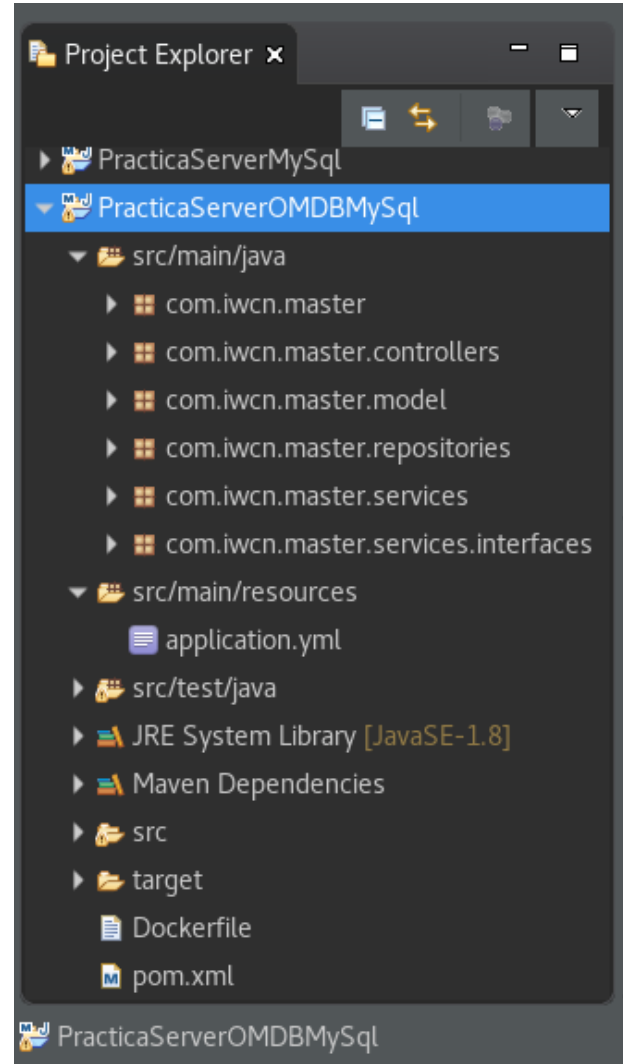 Project Explorer
PracticaServerMySql
PracticaServerOMDBMySql
src/main/java
com.iwcn.master
com.iwcn.master.controllers
com.iwcn.master.model
com.iwcn.master.repositories
com.iwcn.master.services
com.iwcn.master.services.interfaces
src/main/resources
application.yml
src/test/java
JRE System Library [JavaSE-1.8]
Maven Dependencies
src
target
Dockerfile
pom.xml
PracticaServerOMDBMySql